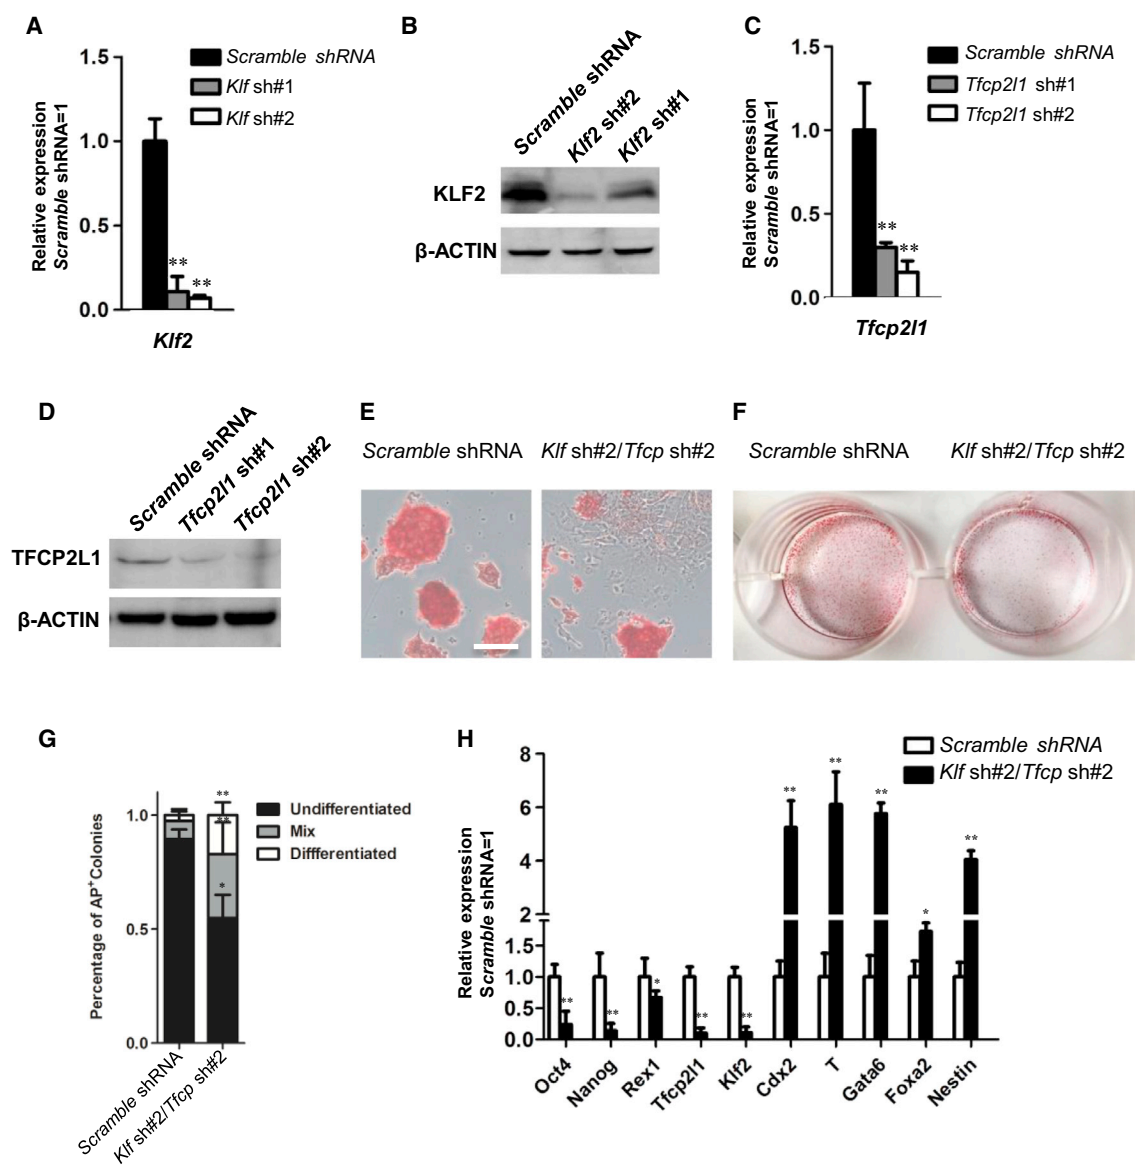 A
Scramble shRNA
Klf sh#1
Klf sh#2
Relative expression
Scramble shRNA=1
1.5
1.0
0.5
0.0
**
**
Klf2
B
Scramble shRNA
Klf2 sh#2
Klf2 sh#1
KLF2
β-ACTIN
C
Scramble shRNA
Tfcp2l1 sh#1
Tfcp2l1 sh#2
Relative expression
Scramble shRNA=1
1.5
1.0
0.5
0.0
**
**
Tfcp2l1
D
Scramble shRNA
Tfcp2l1 sh#1
Tfcp2l1 sh#2
TFCP2L1
β-ACTIN
E
Scramble shRNA
Klf sh#2/Tfcp sh#2
F
Scramble shRNA
Klf sh#2/Tfcp sh#2
G
Percentage of AP+Colonies
1.0
0.5
0.0
**
**
*
Undifferentiated
Mix
Diffferentiated
Scramble shRNA
Klf sh#2/Tfcp sh#2
H
Scramble shRNA
Klf sh#2/Tfcp sh#2
Relative expression
Scramble shRNA=1
8
6
4
2
1.5
1.0
0.5
0.0
**
**
*
**
**
**
**
**
*
**
Oct4
Nanog
Rex1
Tfcp2l1
Klf2
Cdx2
T
Gata6
Foxa2
Nestin